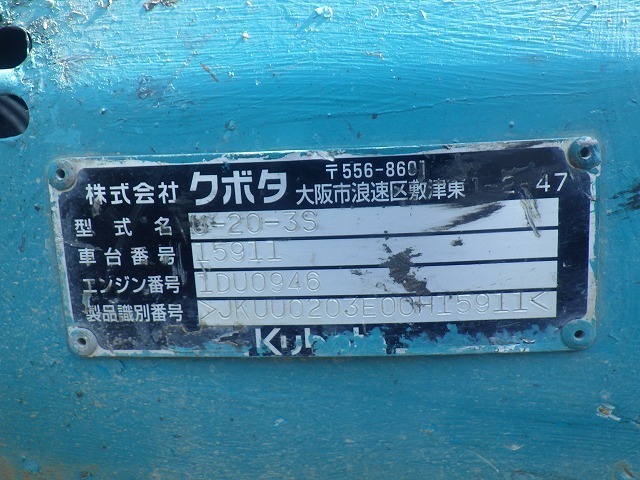 株式会社 クボタ 〒556-8601
大阪市浪速区敷津東 47
型式名 U-20-3S
車台番号 15911
エンジン番号 1DU0946
製品識別番号 >JKUU0203E00H15911<
Kubota